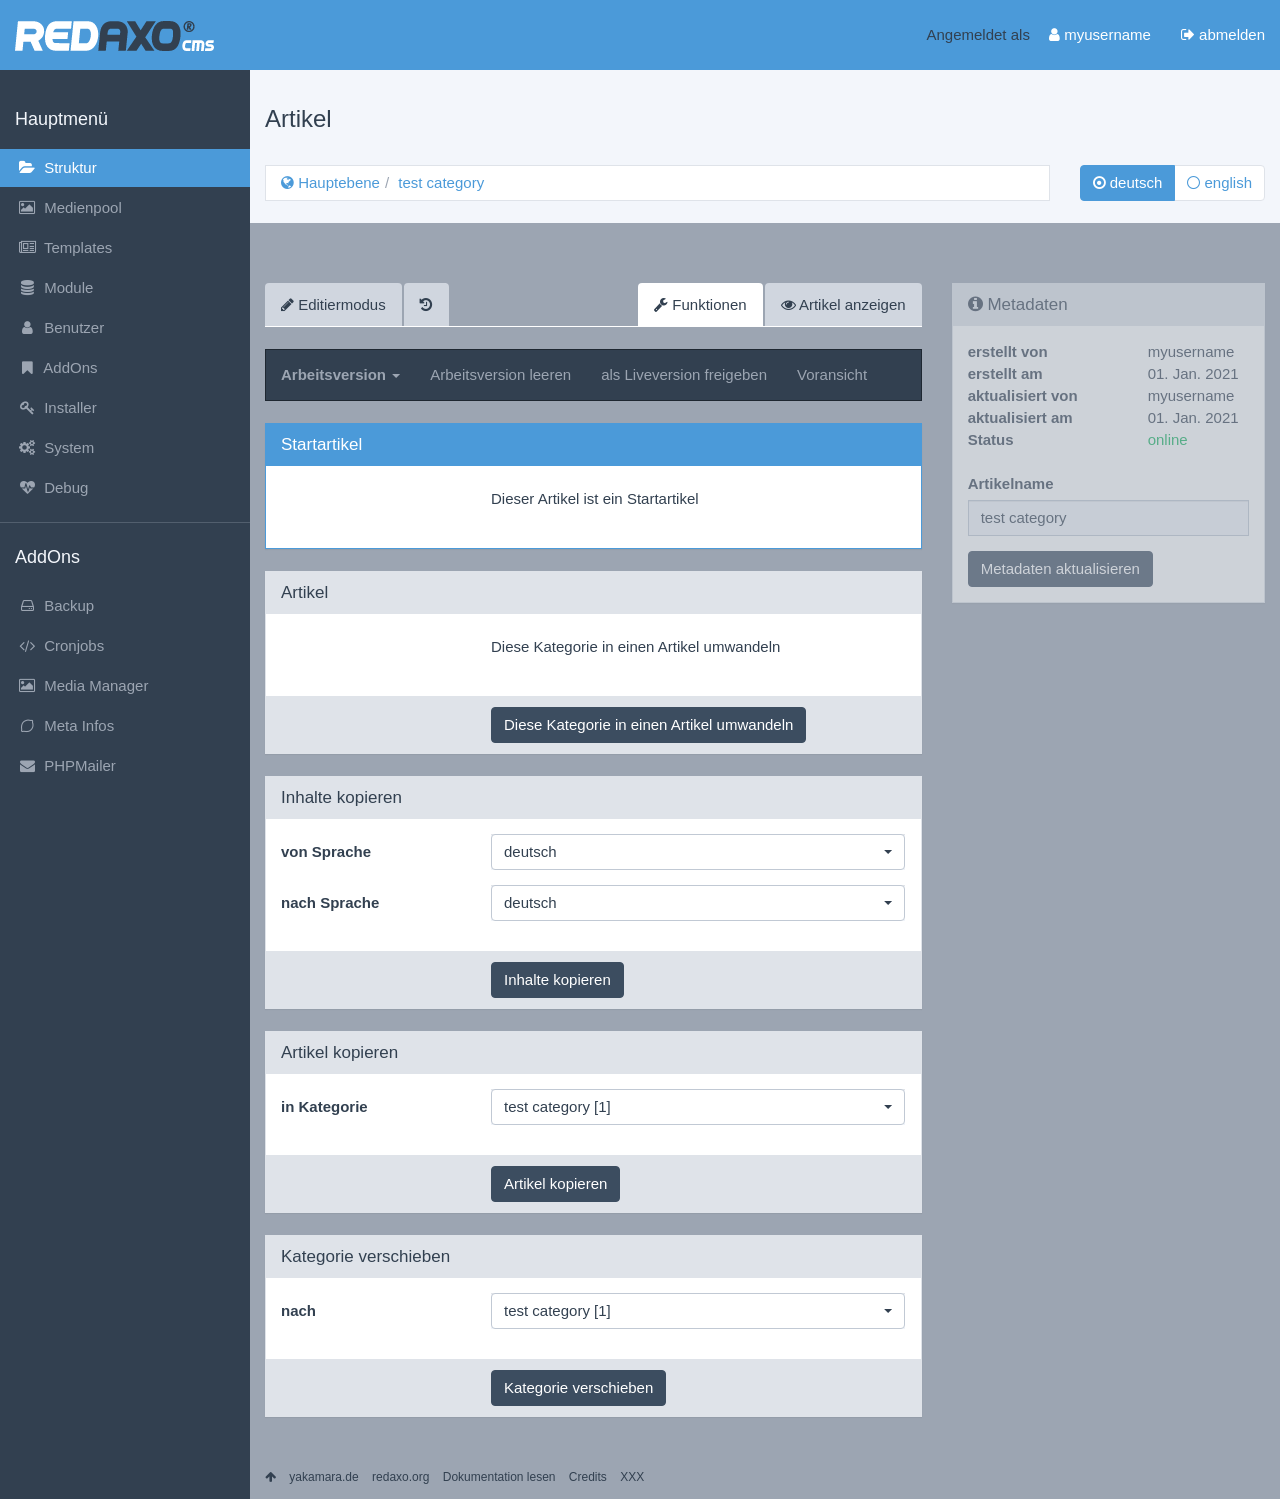 REDAXO® cms
Angemeldet als myusername abmelden
Hauptmenü
Struktur
Medienpool
Templates
Module
Benutzer
AddOns
Installer
System
Debug
AddOns
Backup
Cronjobs
Media Manager
Meta Infos
PHPMailer
Artikel
Hauptebene / test category
deutsch english
Editiermodus
Funktionen Artikel anzeigen
Arbeitsversion Arbeitsversion leeren als Liveversion freigeben Voransicht
Startartikel
Dieser Artikel ist ein Startartikel
Artikel
Diese Kategorie in einen Artikel umwandeln
Diese Kategorie in einen Artikel umwandeln
Inhalte kopieren
von Sprache deutsch
nach Sprache deutsch
Inhalte kopieren
Artikel kopieren
in Kategorie test category [1]
Artikel kopieren
Kategorie verschieben
nach test category [1]
Kategorie verschieben
Metadaten
erstellt von myusername
erstellt am 01. Jan. 2021
aktualisiert von myusername
aktualisiert am 01. Jan. 2021
Status online
Artikelname
test category
Metadaten aktualisieren
yakamara.de redaxo.org Dokumentation lesen Credits XXX